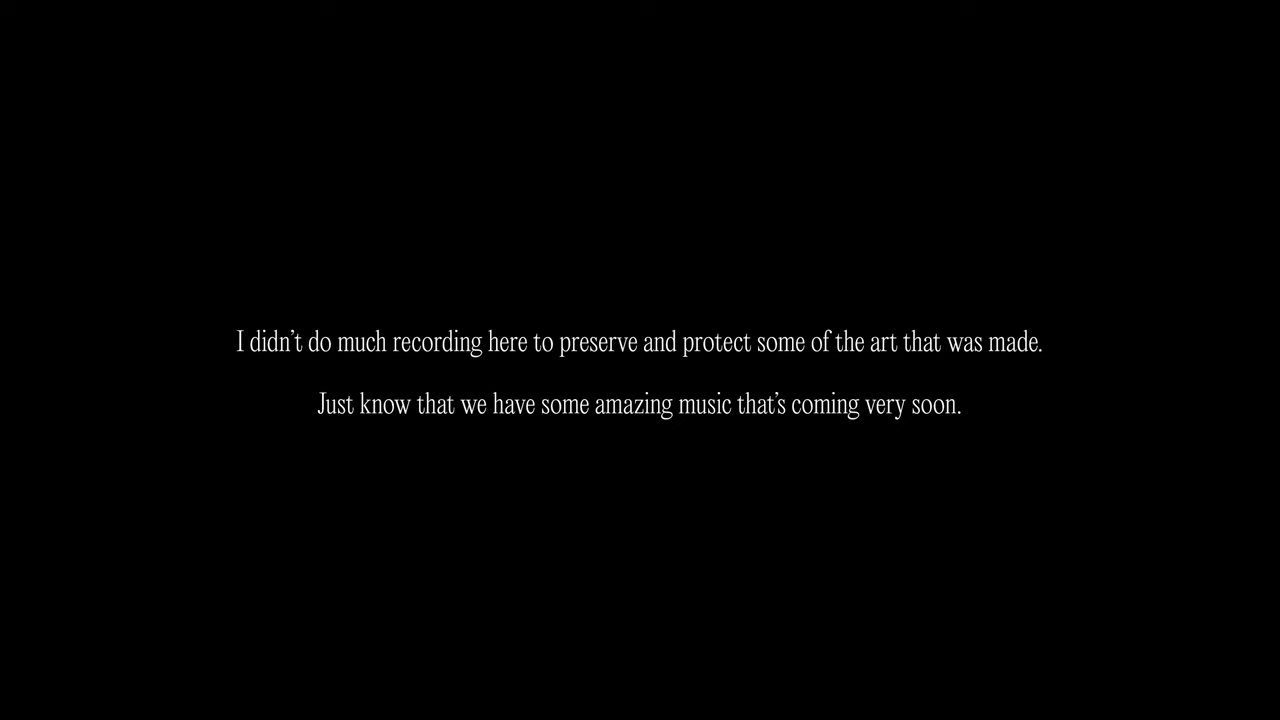 I didn’t do much recording here to preserve and protect some of the art that was made.
Just know that we have some amazing music that’s coming very soon.